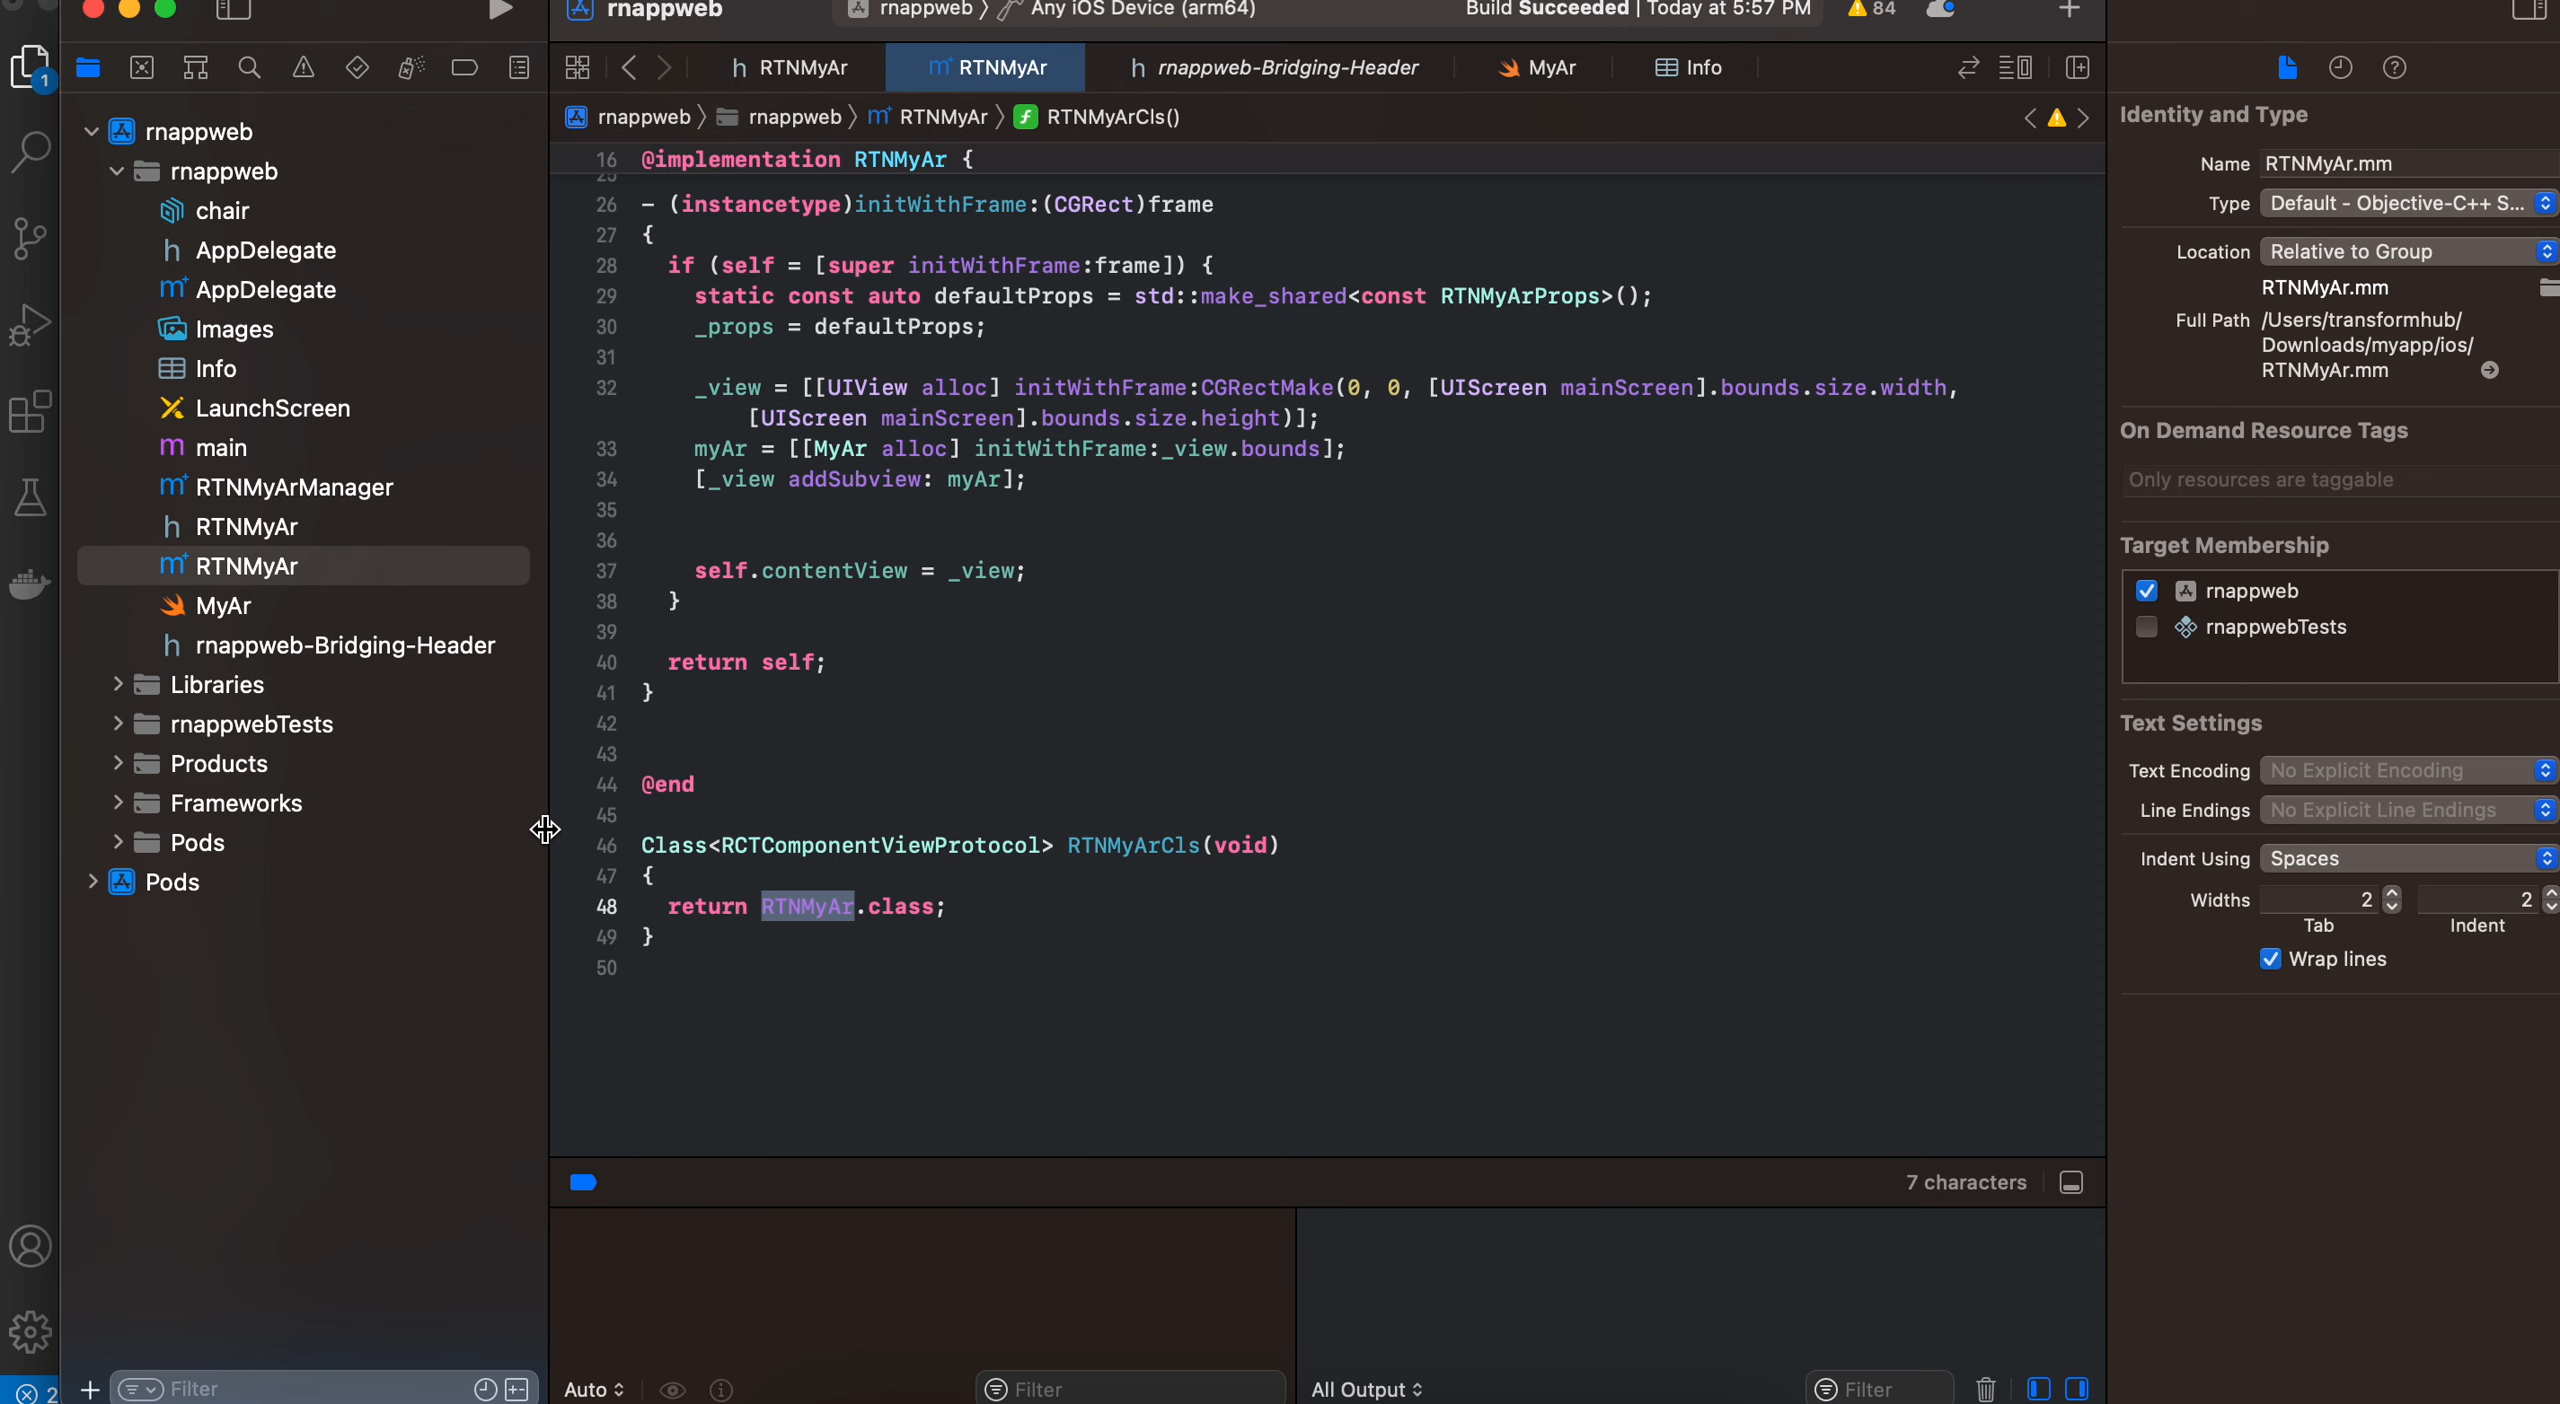 rnappweb
rnappweb 〉 Any iOS Device (arm64)
Build Succeeded | Today at 5:57 PM
84
1
RTNMyAr
RTNMyAr
rnappweb-Bridging-Header
MyAr
Info
rnappweb 〉 rnappweb 〉 RTNMyAr 〉 RTNMyArCls()
rnappweb
rnappweb
chair
AppDelegate
AppDelegate
Images
Info
LaunchScreen
main
RTNMyArManager
RTNMyAr
RTNMyAr
MyAr
rnappweb-Bridging-Header
Libraries
rnappwebTests
Products
Frameworks
Pods
Pods
Filter
2
16 @implementation RTNMyAr {
25
26 - (instancetype)initWithFrame:(CGRect)frame
27 {
28 if (self = [super initWithFrame:frame]) {
29 static const auto defaultProps = std::make_shared<const RTNMyArProps>();
30 _props = defaultProps;
31
32 _view = [[UIView alloc] initWithFrame:CGRectMake(0, 0, [UIScreen mainScreen].bounds.size.width,
[UIScreen mainScreen].bounds.size.height)];
33 myAr = [[MyAr alloc] initWithFrame:_view.bounds];
34 [_view addSubview: myAr];
35
36
37 self.contentView = _view;
38 }
39
40 return self;
41 }
42
43
44 @end
45
46 Class<RCTComponentViewProtocol> RTNMyArCls(void)
47 {
48 return RTNMyAr.class;
49 }
50
7 characters
Auto
Filter
All Output
Filter
Identity and Type
Name RTNMyAr.mm
Type Default - Objective-C++ S...
Location Relative to Group
RTNMyAr.mm
Full Path /Users/transformhub/
Downloads/myapp/ios/
RTNMyAr.mm
On Demand Resource Tags
Only resources are taggable
Target Membership
rnappweb
rnappwebTests
Text Settings
Text Encoding No Explicit Encoding
Line Endings No Explicit Line Endings
Indent Using Spaces
Widths 2 2
Tab Indent
Wrap lines